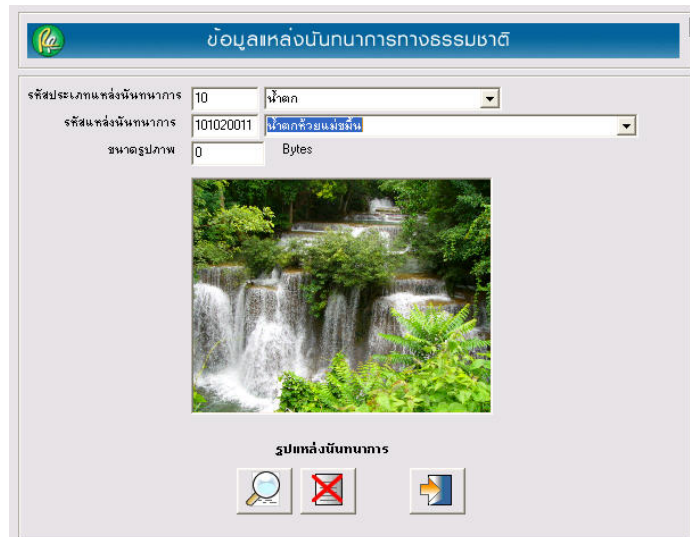 ข้อมูลแหล่งนันทนาการทางธรรมชาติ
รหัสประเภทแหล่งนันทนาการ 10 น้ำตก
รหัสแหล่งนันทนาการ 101020011 น้ำตกห้วยแม่ขมิ้น
ขนาดรูปภาพ 0 Bytes
รูปแหล่งนันทนาการ